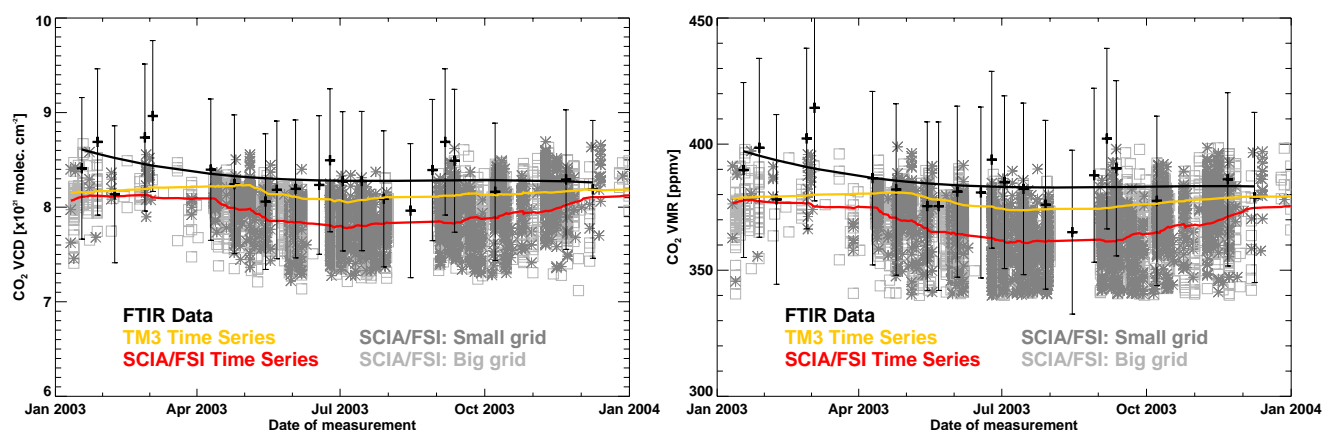 10
9
8
7
6
CO₂ VCD [x10²¹ molec. cm⁻²]
FTIR Data
TM3 Time Series
SCIA/FSI Time Series
SCIA/FSI: Small grid
SCIA/FSI: Big grid
Jan 2003
Apr 2003
Jul 2003
Oct 2003
Jan 2004
Date of measurement
450
400
350
300
CO₂ VMR [ppmv]
FTIR Data
TM3 Time Series
SCIA/FSI Time Series
SCIA/FSI: Small grid
SCIA/FSI: Big grid
Jan 2003
Apr 2003
Jul 2003
Oct 2003
Jan 2004
Date of measurement